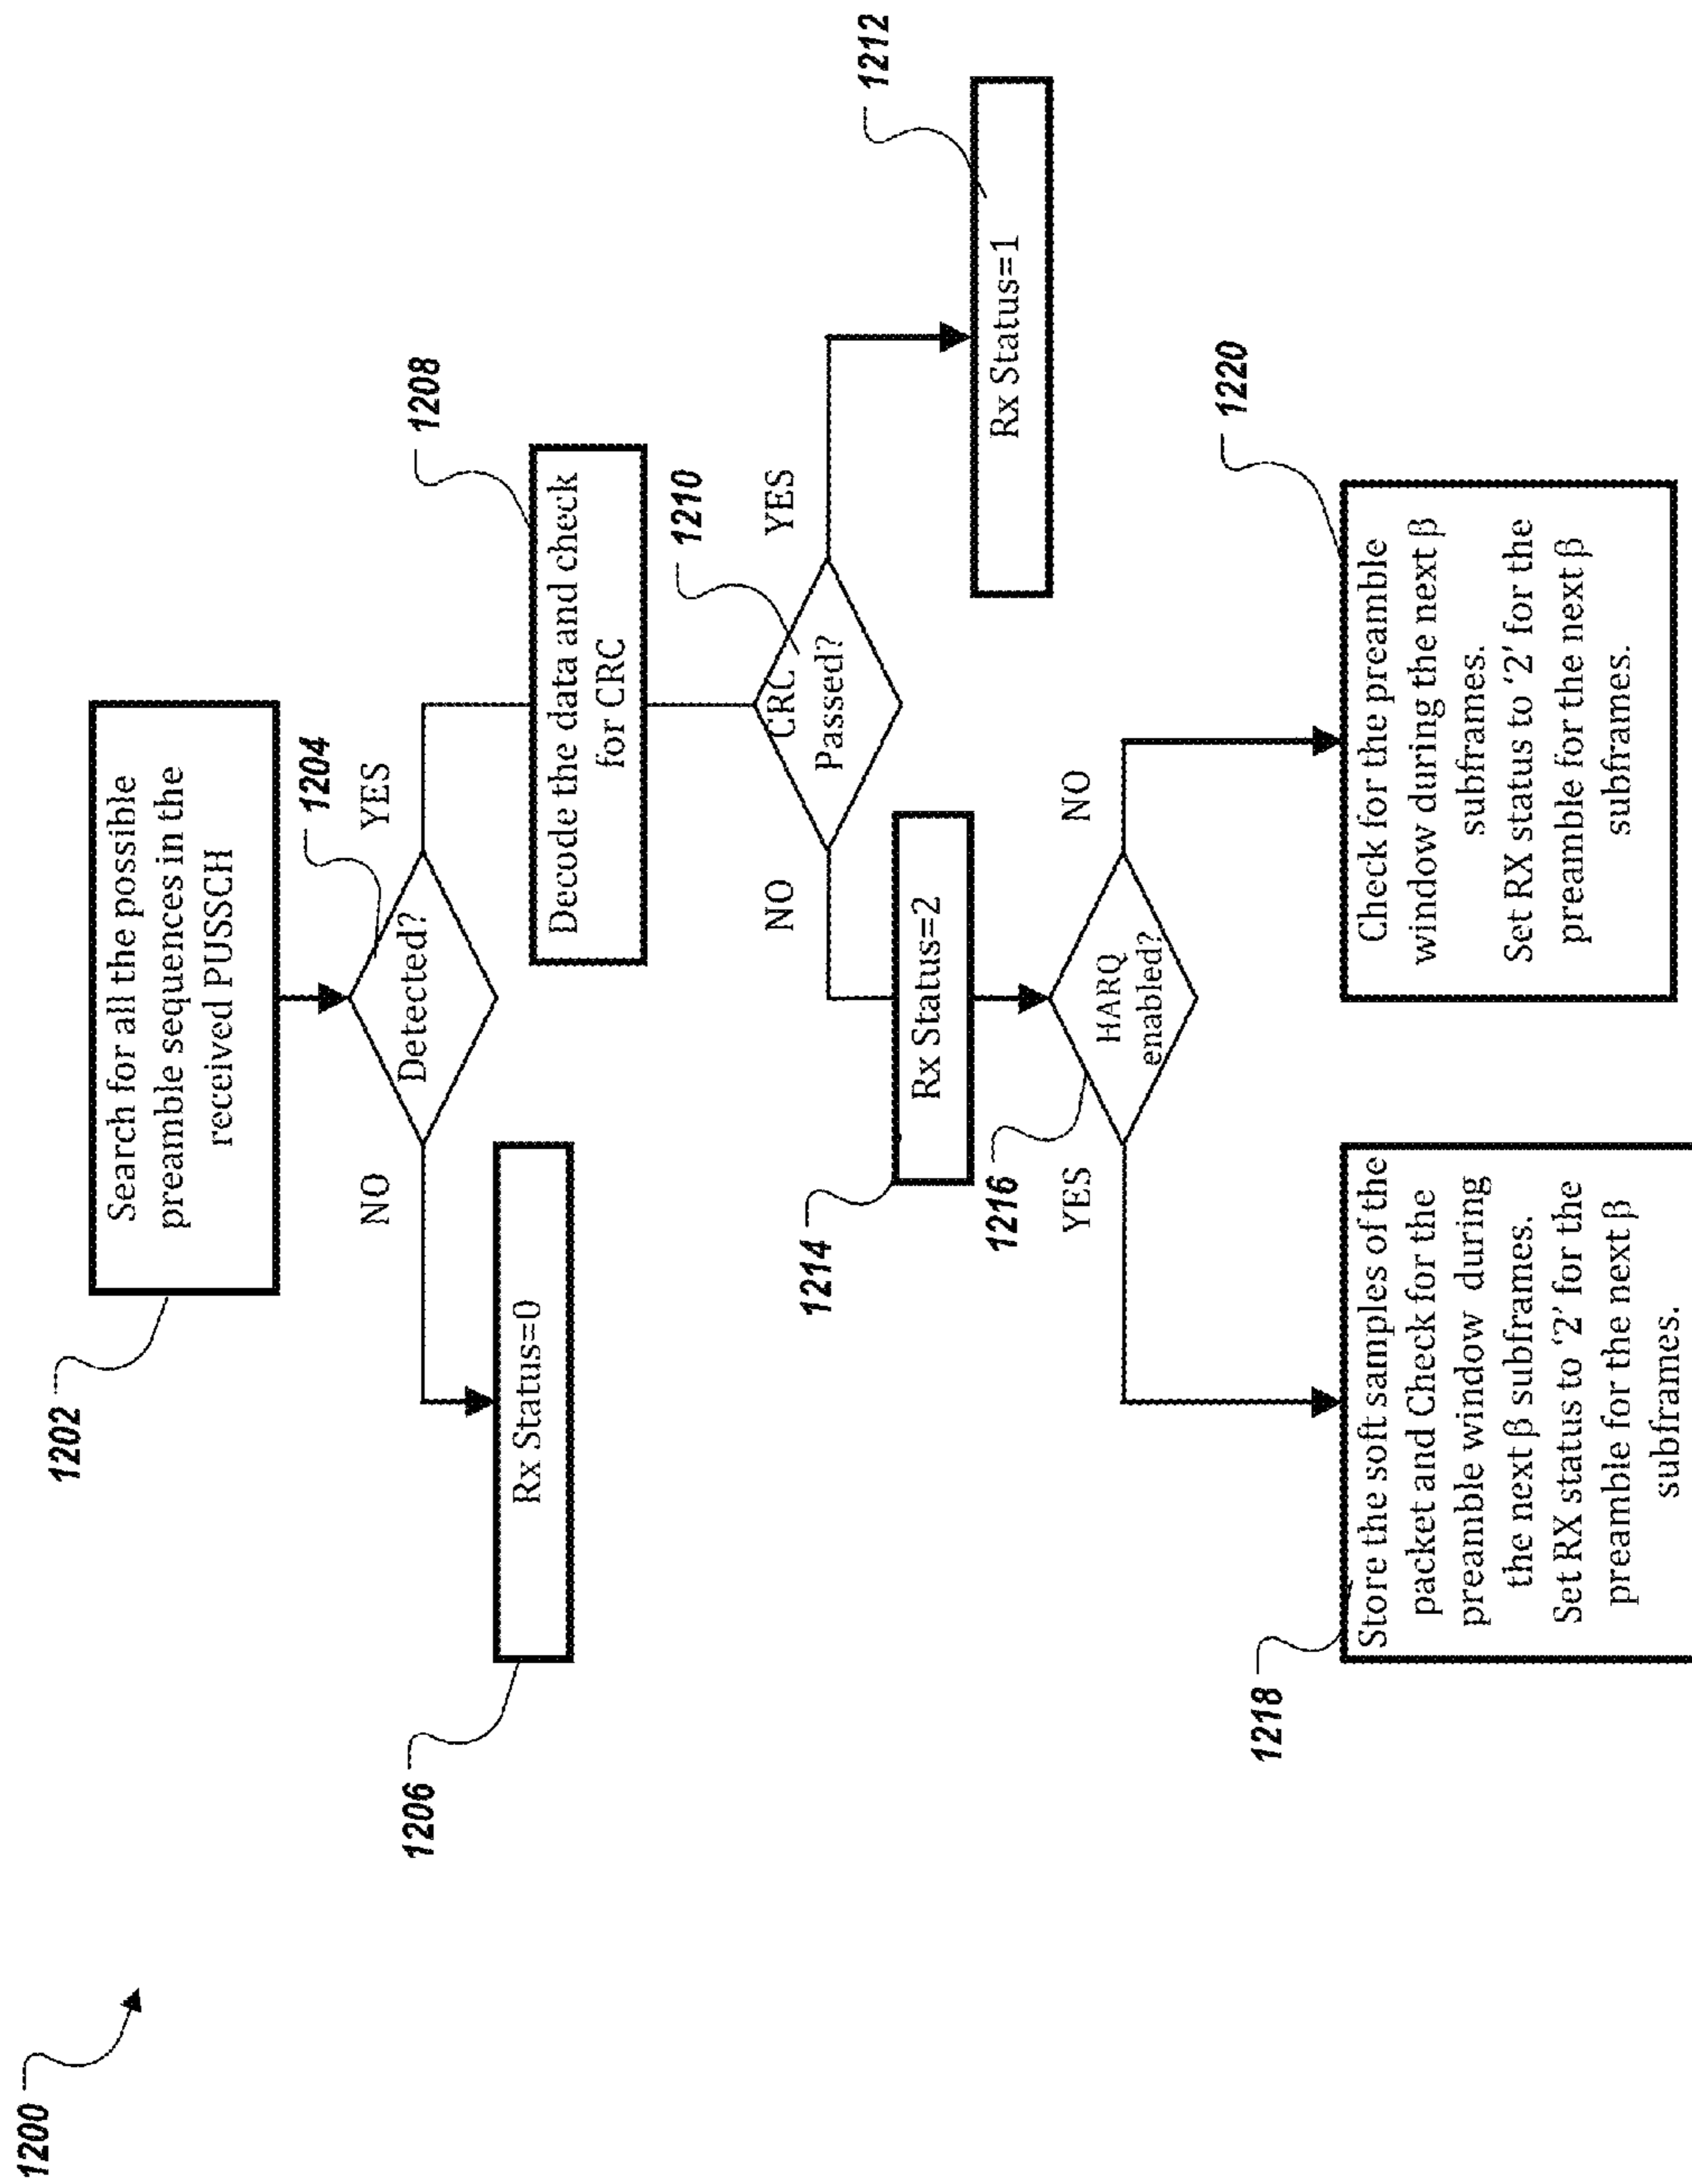 1200
1202
Search for all the possible
preamble sequences in the
received PUSSCH
1204
Detected?
NO
YES
1206
Rx Status=0
1208
Decode the data and check
for CRC
1210
CRC
Passed?
NO
YES
1212
Rx Status=1
1214
Rx Status=2
1216
HARQ
enabled?
YES
NO
1218
Store the soft samples of the
packet and Check for the
preamble window during
the next β subframes.
Set RX status to ‘2’ for the
preamble for the next β
subframes.
1220
Check for the preamble
window during the next β
subframes.
Set RX status to ‘2’ for the
preamble for the next β
subframes.